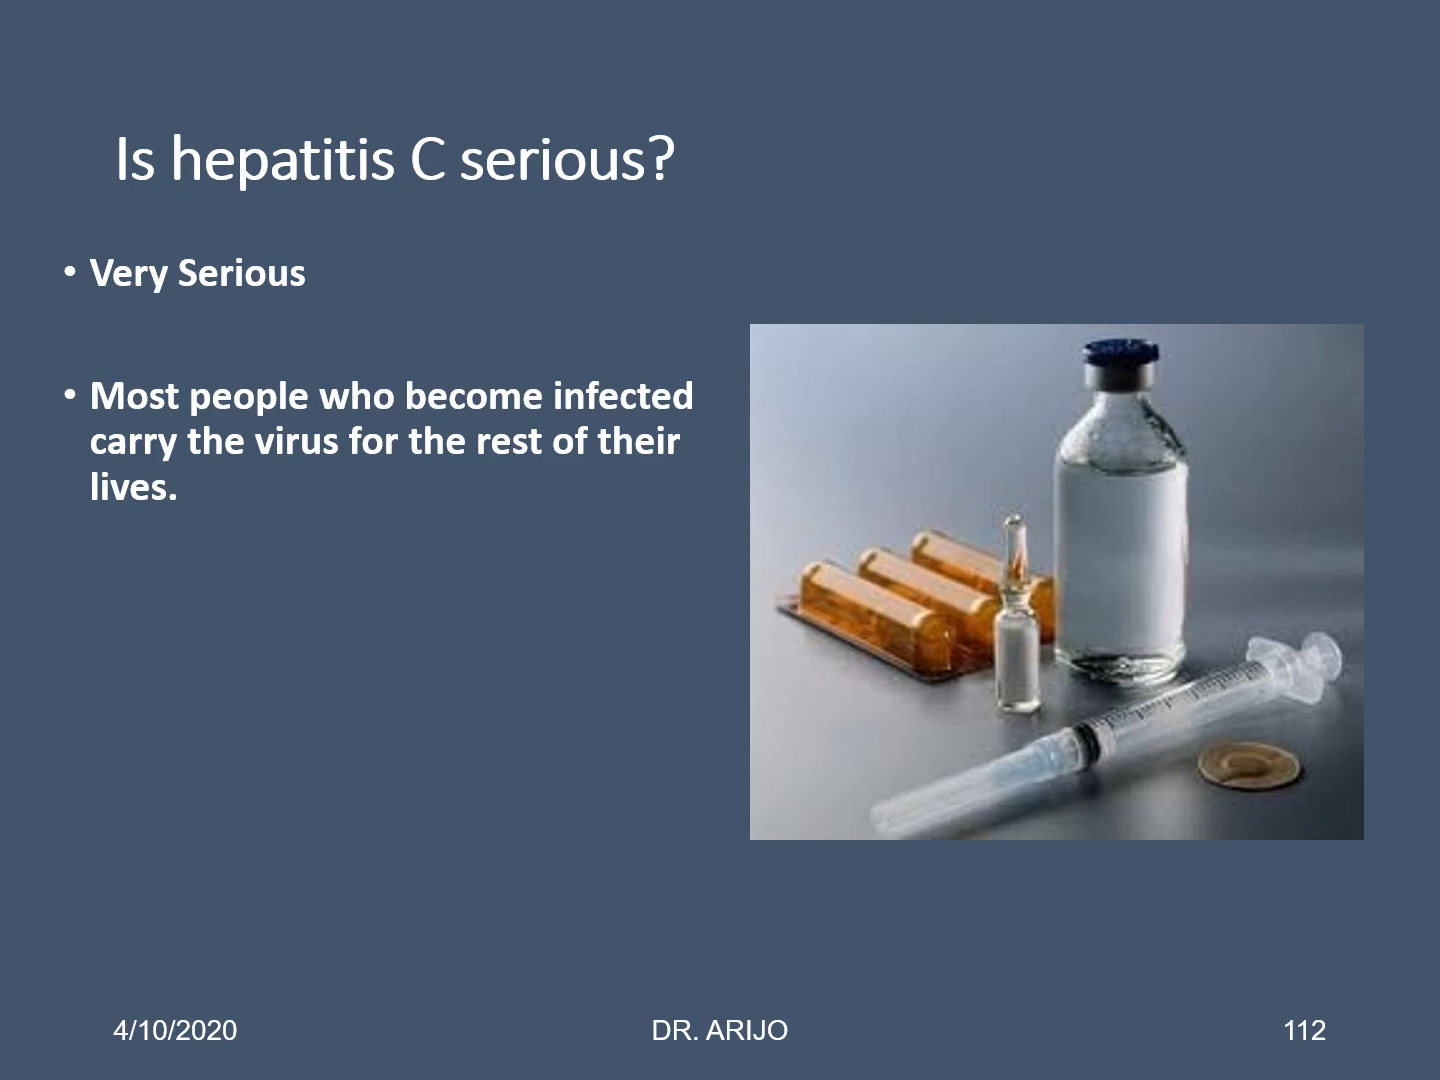 Is hepatitis C serious?
• Very Serious
• Most people who become infected
carry the virus for the rest of their
lives.
4/10/2020
DR. ARIJO
112